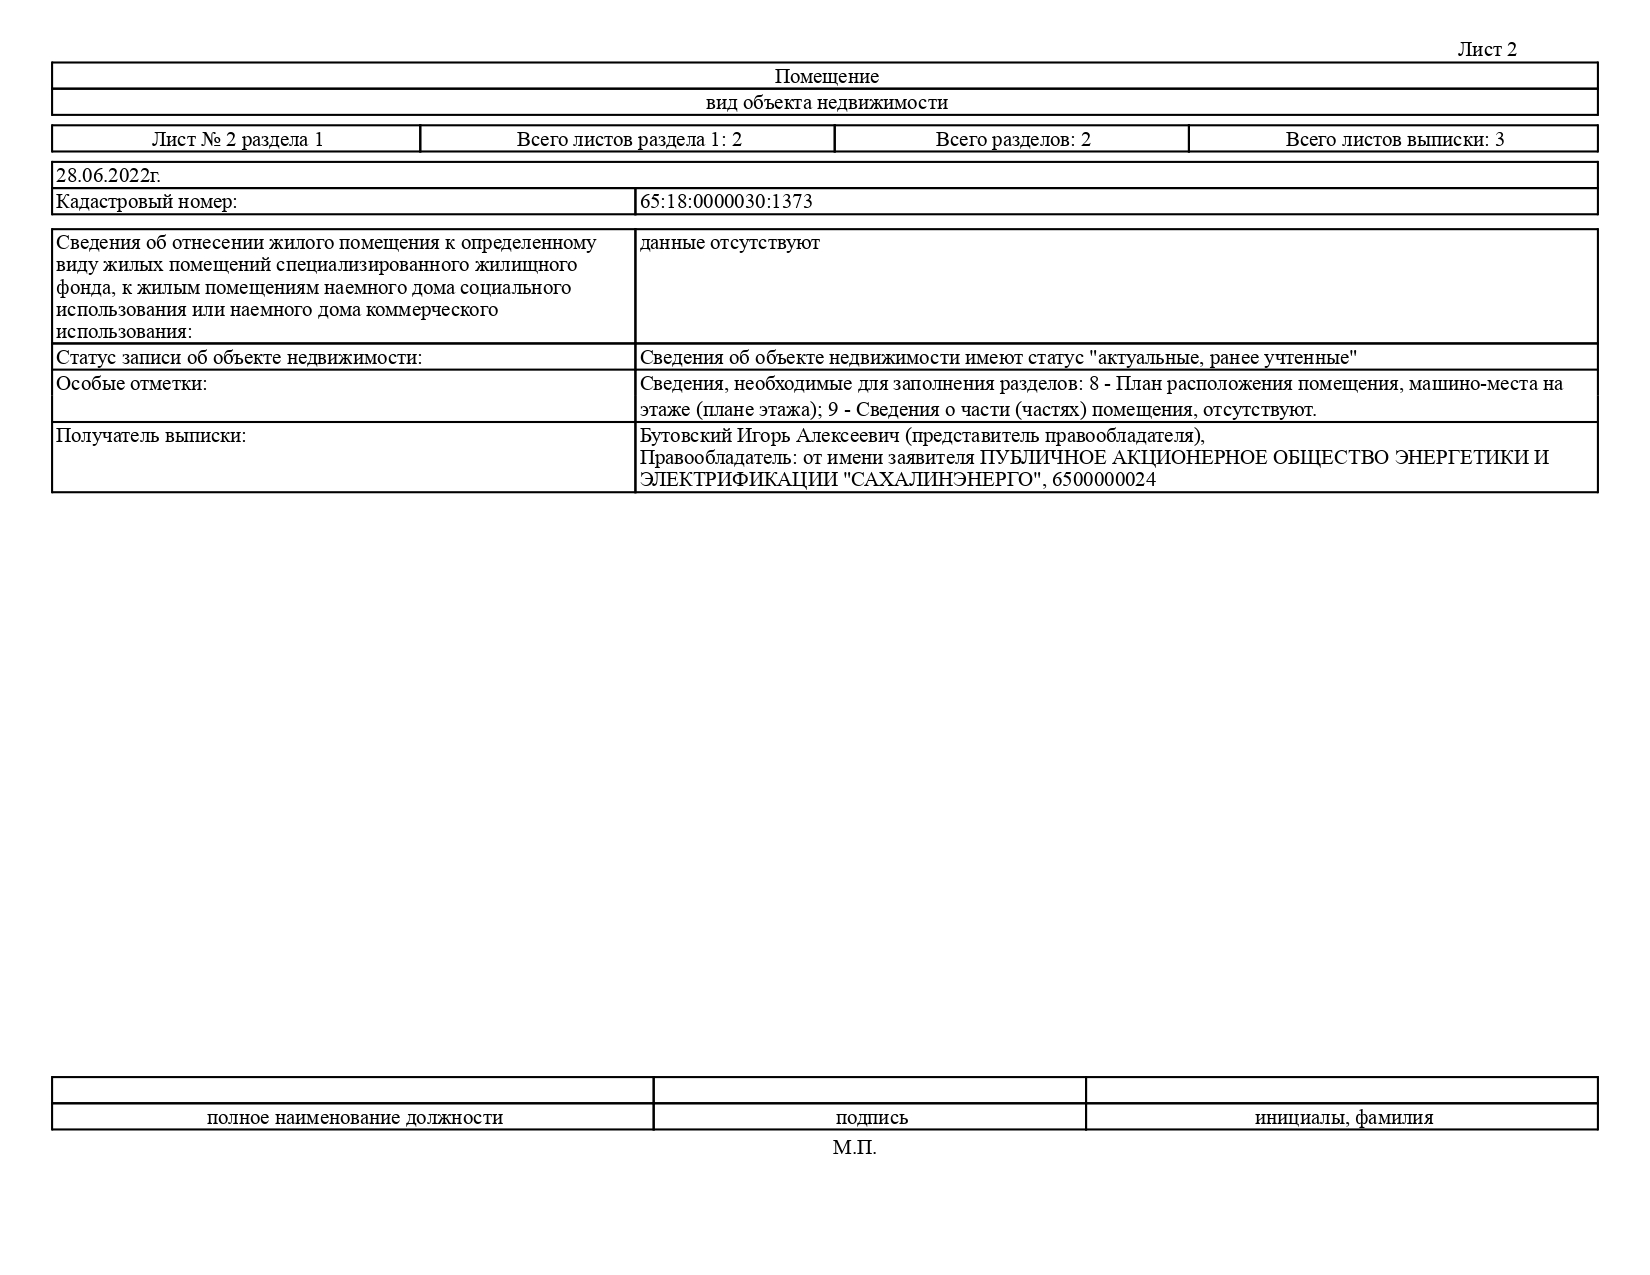 Лист 2
Помещение
вид объекта недвижимости
Лист № 2 раздела 1
Всего листов раздела 1: 2
Всего разделов: 2
Всего листов выписки: 3
28.06.2022г.
Кадастровый номер:
65:18:0000030:1373
Сведения об отнесении жилого помещения к определенному
виду жилых помещений специализированного жилищного
фонда, к жилым помещениям наемного дома социального
использования или наемного дома коммерческого
использования:
данные отсутствуют
Статус записи об объекте недвижимости:
Сведения об объекте недвижимости имеют статус "актуальные, ранее учтенные"
Особые отметки:
Сведения, необходимые для заполнения разделов: 8 - План расположения помещения, машино-места на
этаже (плане этажа); 9 - Сведения о части (частях) помещения, отсутствуют.
Получатель выписки:
Бутовский Игорь Алексеевич (представитель правообладателя),
Правообладатель: от имени заявителя ПУБЛИЧНОЕ АКЦИОНЕРНОЕ ОБЩЕСТВО ЭНЕРГЕТИКИ И
ЭЛЕКТРИФИКАЦИИ "САХАЛИНЭНЕРГО", 6500000024
полное наименование должности
подпись
инициалы, фамилия
М.П.